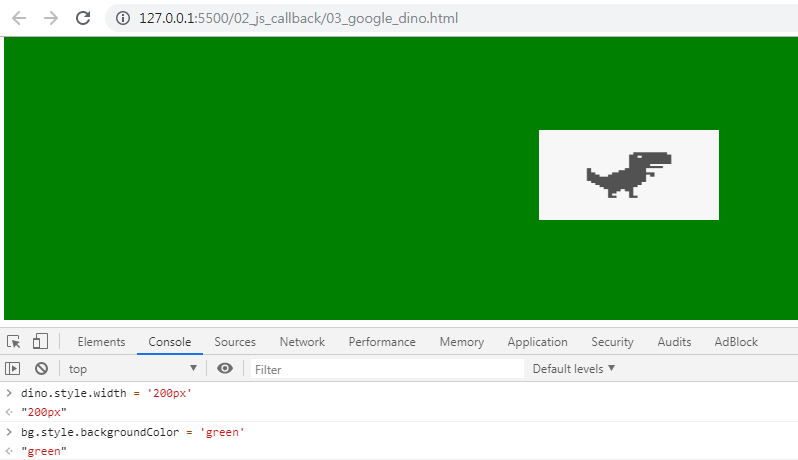 127.0.0.1:5500/02_js_callback/03_google_dino.html
Elements Console Sources Network Performance Memory Application Security Audits AdBlock
top Filter Default levels
dino.style.width = '200px'
"200px"
bg.style.backgroundColor = 'green'
"green"